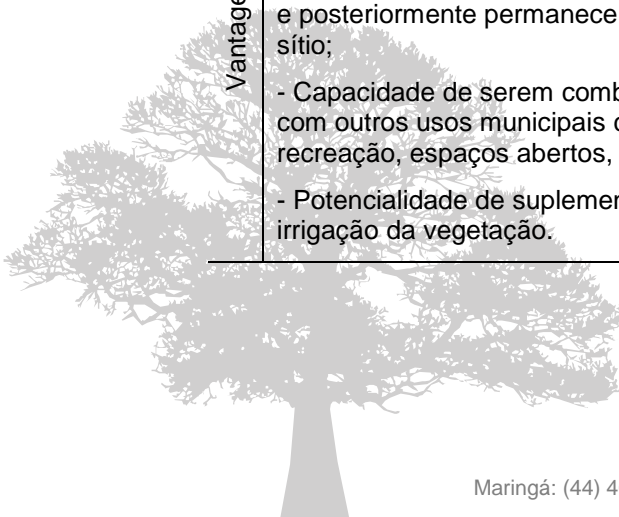 Vantage
e posteriormente permanece
sítio;
- Capacidade de serem comb
com outros usos municipais
recreação, espaços abertos,
- Potencialidade de suplemen
irrigação da vegetação.
Maringá: (44) 4